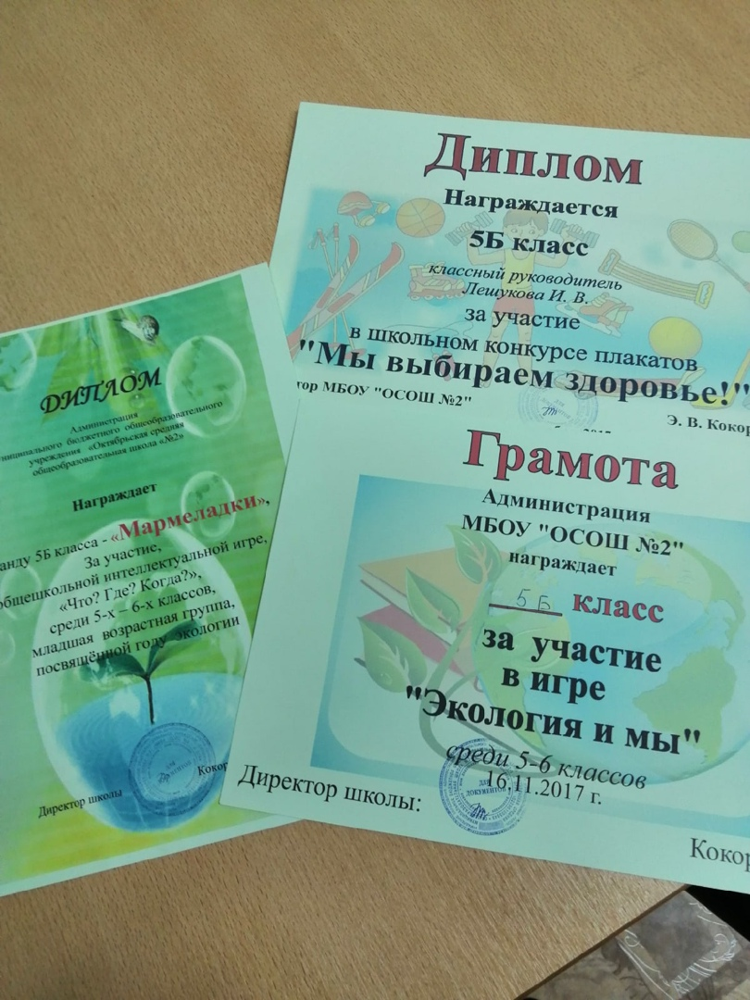 Диплом
Награждается
5Б класс
классный руководитель
Лешукова И. В.
за участие
в школьном конкурсе плакатов
"Мы выбираем здоровье!"
МБОУ "ОСОШ №2"
Э. В.
ДИПЛОМ
Администрация
бюджетного общеобразовательного
учреждения «Октябрьская средняя
общеобразовательная школа «№2»
Награждает
5Б класса - «Мармеладки»,
За участие,
общешкольной интеллектуальной игре,
«Что? Где? Когда?»,
среди 5-х – 6-х классов,
младшая возрастная группа,
посвящённой году экологии
Директор школы
Грамота
Администрация
МБОУ "ОСОШ №2"
награждает
5Б класс
за участие
в игре
"Экология и мы"
среди 5-6 классов
16,11.2017 г.
Директор школы:
ДЛЯ
ДОКУМЕНТОВ